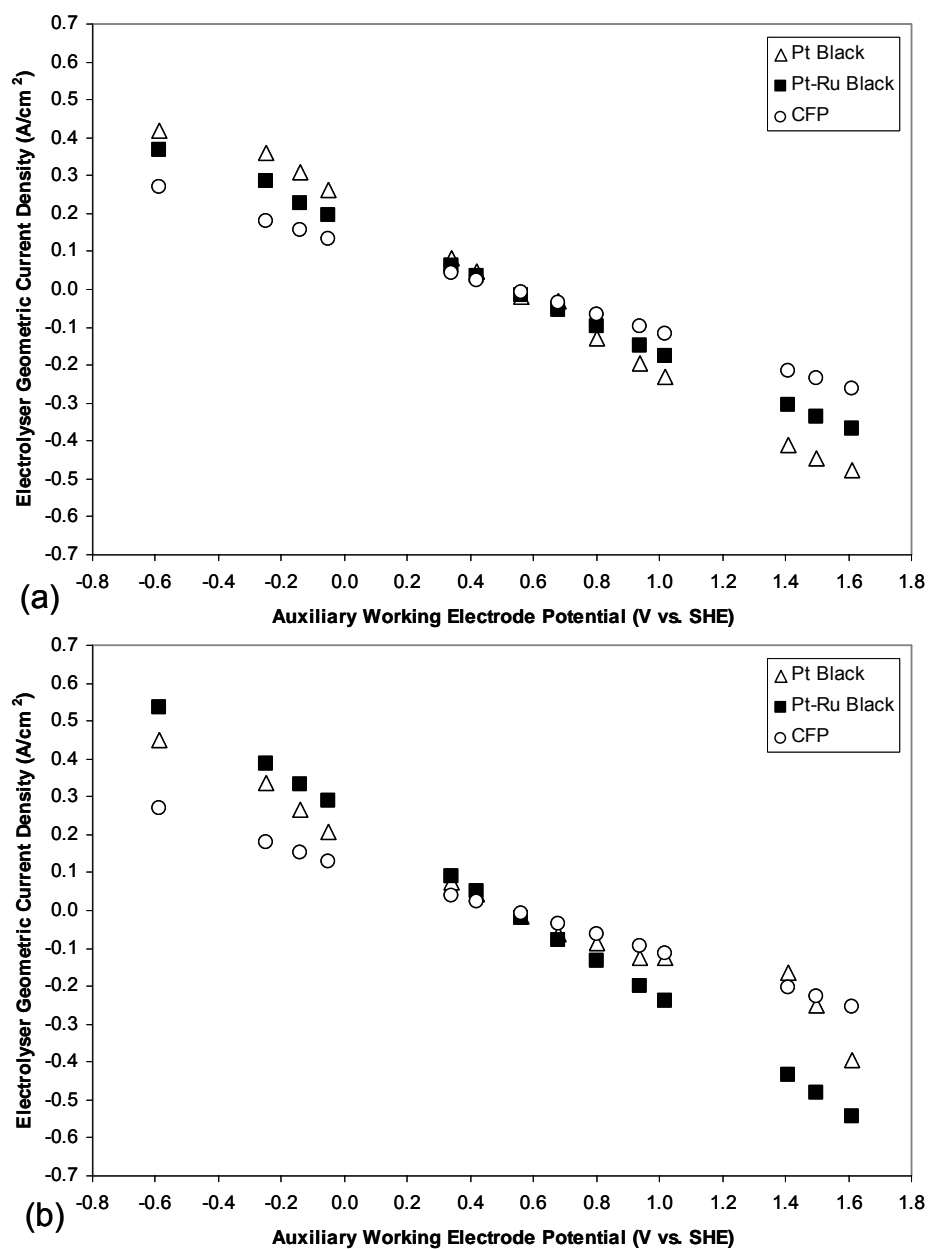 0.7
0.6
0.5
0.4
0.3
0.2
0.1
0.0
-0.1
-0.2
-0.3
-0.4
-0.5
-0.6
-0.7
Electrolyser Geometric Current Density (A/cm ²)
Pt Black
Pt-Ru Black
CFP
-0.8 -0.6 -0.4 -0.2 0.0 0.2 0.4 0.6 0.8 1.0 1.2 1.4 1.6 1.8
(a)
Auxiliary Working Electrode Potential (V vs. SHE)
0.7
0.6
0.5
0.4
0.3
0.2
0.1
0.0
-0.1
-0.2
-0.3
-0.4
-0.5
-0.6
-0.7
Electrolyser Geometric Current Density (A/cm ²)
Pt Black
Pt-Ru Black
CFP
-0.8 -0.6 -0.4 -0.2 0.0 0.2 0.4 0.6 0.8 1.0 1.2 1.4 1.6 1.8
(b)
Auxiliary Working Electrode Potential (V vs. SHE)